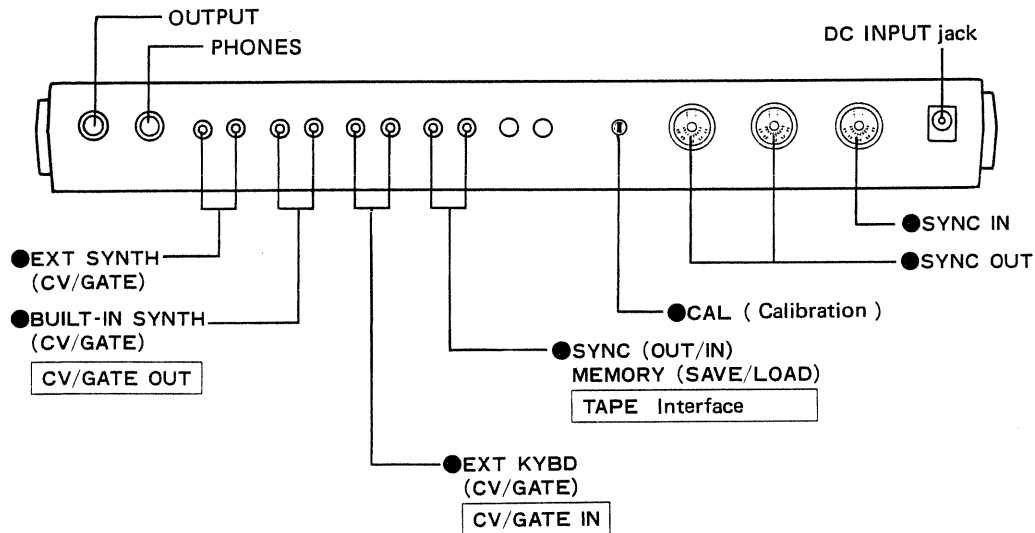 OUTPUT
PHONES
DC INPUT jack
●SYNC IN
●SYNC OUT
●EXT SYNTH
(CV/GATE)
●BUILT-IN SYNTH
(CV/GATE)
CV/GATE OUT
●CAL ( Calibration )
●SYNC (OUT/IN)
MEMORY (SAVE/LOAD)
TAPE Interface
●EXT KYBD
(CV/GATE)
CV/GATE IN